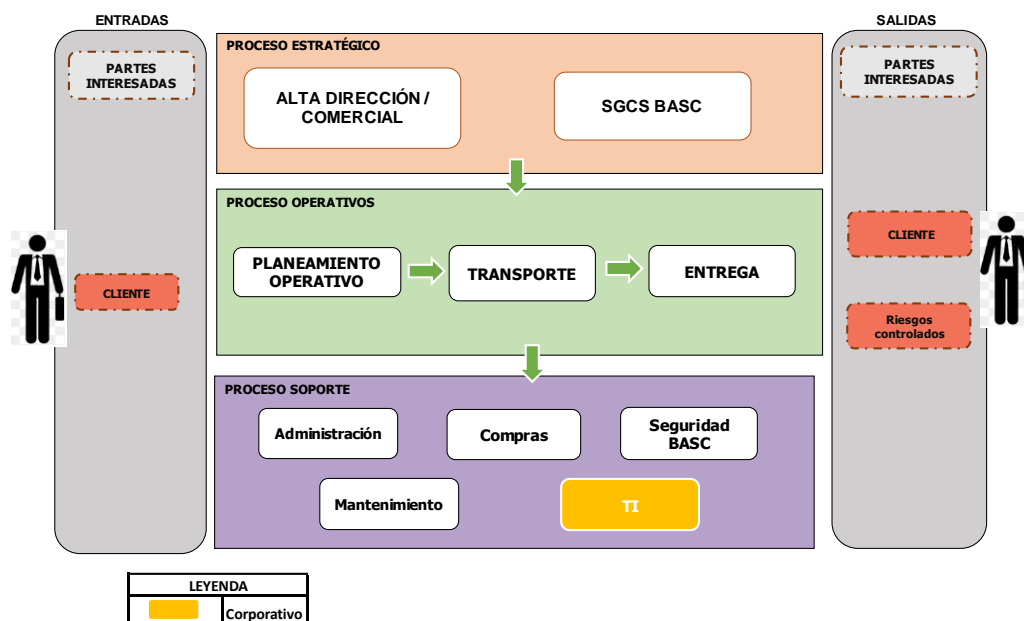 ENTRADAS
SALIDAS
PARTES
INTERESADAS
CLIENTE
PROCESO ESTRATÉGICO
ALTA DIRECCIÓN /
COMERCIAL
SGCS BASC
PROCESO OPERATIVOS
PLANEAMIENTO
OPERATIVO
TRANSPORTE
ENTREGA
PROCESO SOPORTE
Administración
Compras
Seguridad
BASC
Mantenimiento
TI
PARTES
INTERESADAS
CLIENTE
Riesgos
controlados
LEYENDA
Corporativo